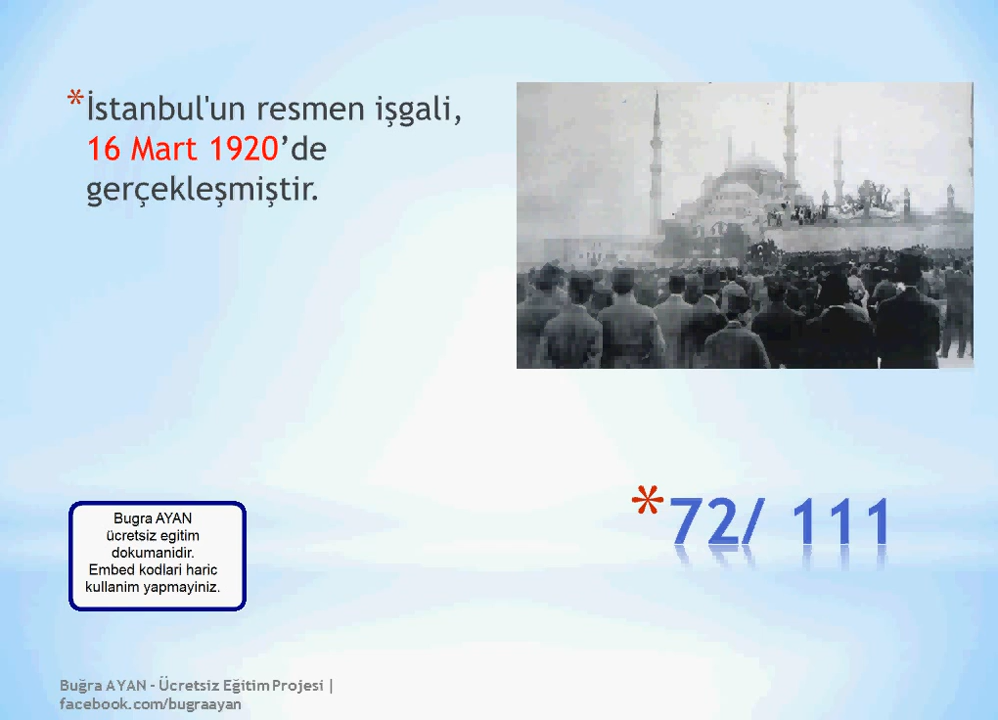 *İstanbul'un resmen işgali,
16 Mart 1920’de
gerçekleşmiştir.
*72/ 111
Bugra AYAN
ücretsiz egitim
dokumanidir.
Embed kodlari haric
kullanim yapmayiniz.
Buğra AYAN - Ücretsiz Eğitim Projesi |
facebook.com/bugraayan